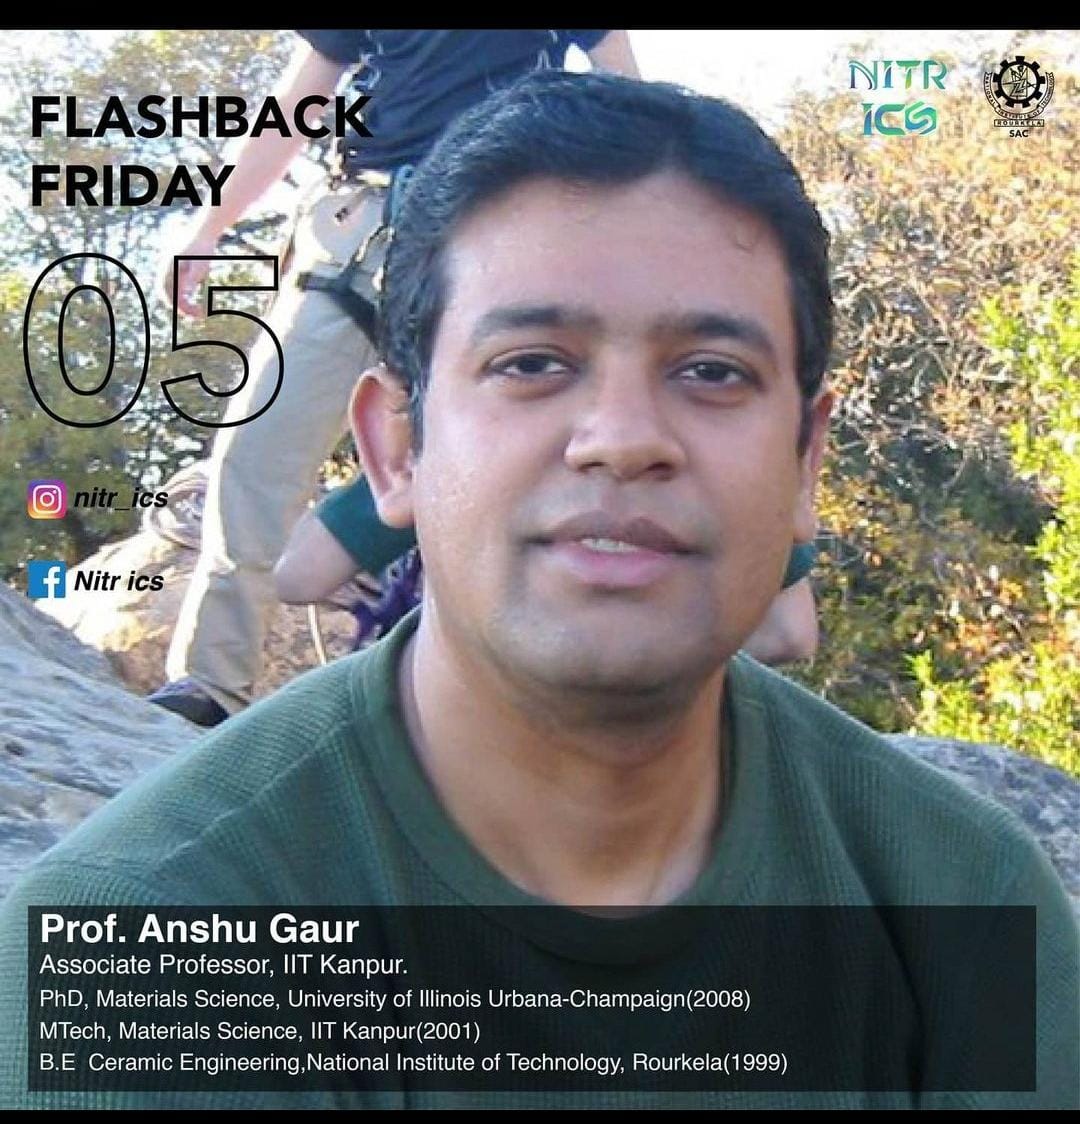 FLASHBACK
FRIDAY
05
NITR
ICS
ROURKELA
SAC
nitr_ics
Nitr ics
Prof. Anshu Gaur
Associate Professor, IIT Kanpur.
PhD, Materials Science, University of Illinois Urbana-Champaign(2008)
MTech, Materials Science, IIT Kanpur(2001)
B.E Ceramic Engineering,National Institute of Technology, Rourkela(1999)